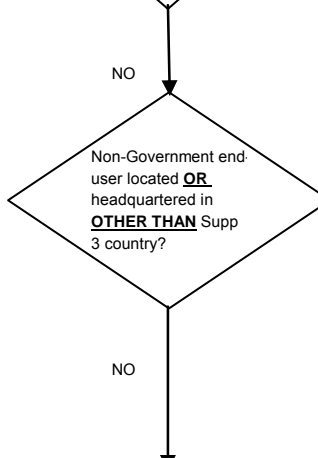 NO
Non-Government end-
user located OR
headquartered in
OTHER THAN Supp
3 country?
NO